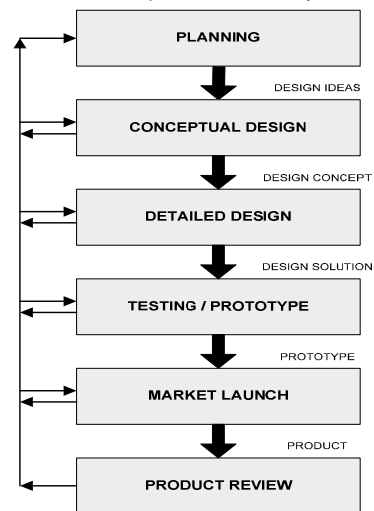 PLANNING
DESIGN IDEAS
CONCEPTUAL DESIGN
DESIGN CONCEPT
DETAILED DESIGN
DESIGN SOLUTION
TESTING / PROTOTYPE
PROTOTYPE
MARKET LAUNCH
PRODUCT
PRODUCT REVIEW